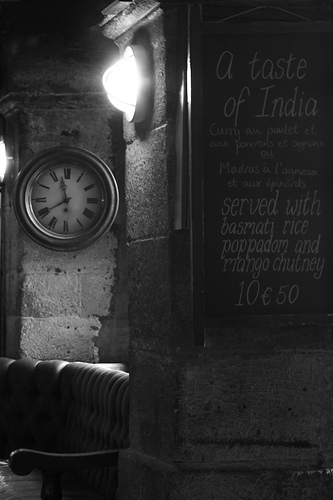 a taste
of India
Curry au poulet et
aux poivrons et oignons
ou
Madras à l'agneau
et aux épinards
served with
basmati rice
poppadom and
mango chutney
10€50